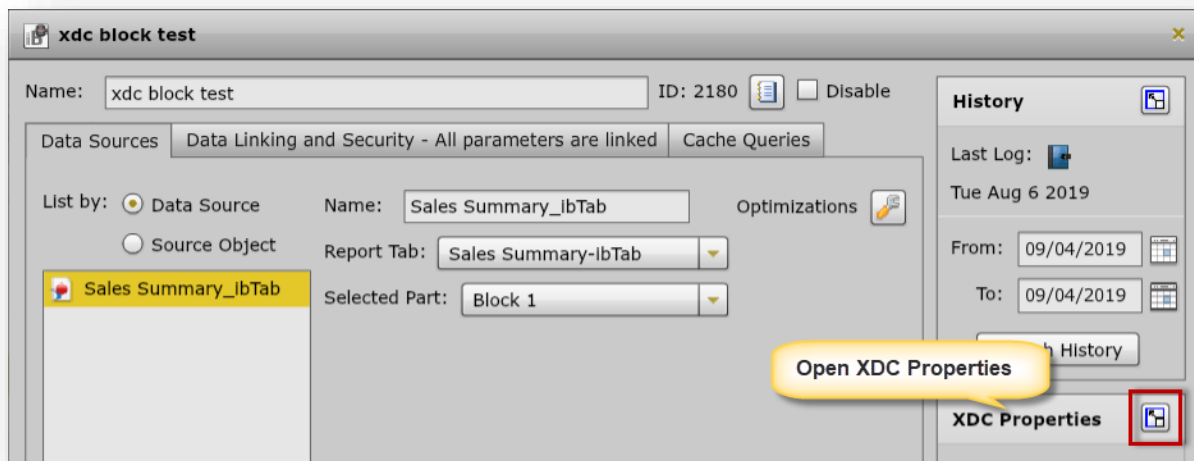 xdc block test
Name: xdc block test ID: 2180 Disable
Data Sources Data Linking and Security - All parameters are linked Cache Queries
List by: Data Source
Source Object
Sales Summary_ibTab
Name: Sales Summary_ibTab Optimizations
Report Tab: Sales Summary-ibTab
Selected Part: Block 1
History
Last Log:
Tue Aug 6 2019
From: 09/04/2019
To: 09/04/2019
History
Open XDC Properties
XDC Properties